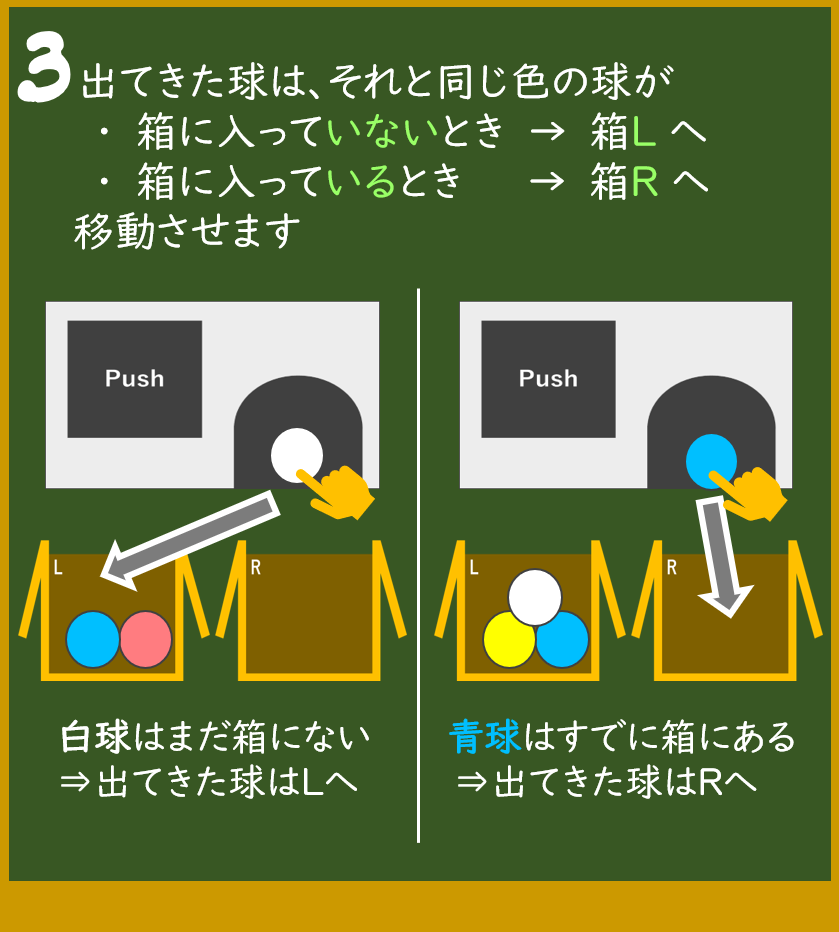 3
出てきた球は、それと同じ色の球が
・ 箱に入っていないとき → 箱L へ
・ 箱に入っているとき → 箱R へ
移動させます
Push
L
R
白球はまだ箱にない
⇒出てきた球はLへ
Push
L
R
青球はすでに箱にある
⇒出てきた球はRへ